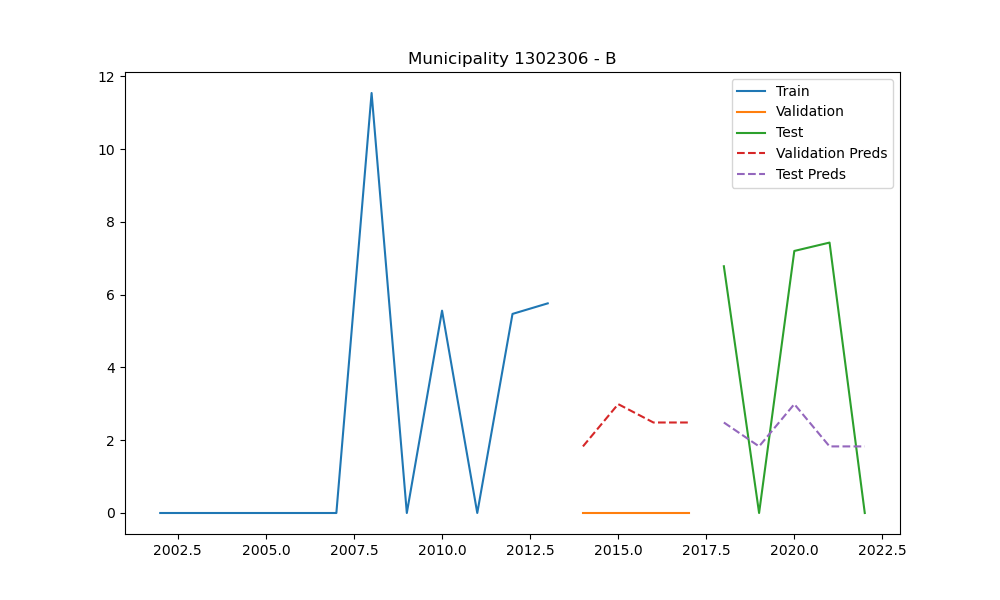 Municipality 1302306 - B
12
10
8
6
4
2
0
Train
Validation
Test
Validation Preds
Test Preds
2002.5 2005.0 2007.5 2010.0 2012.5 2015.0 2017.5 2020.0 2022.5